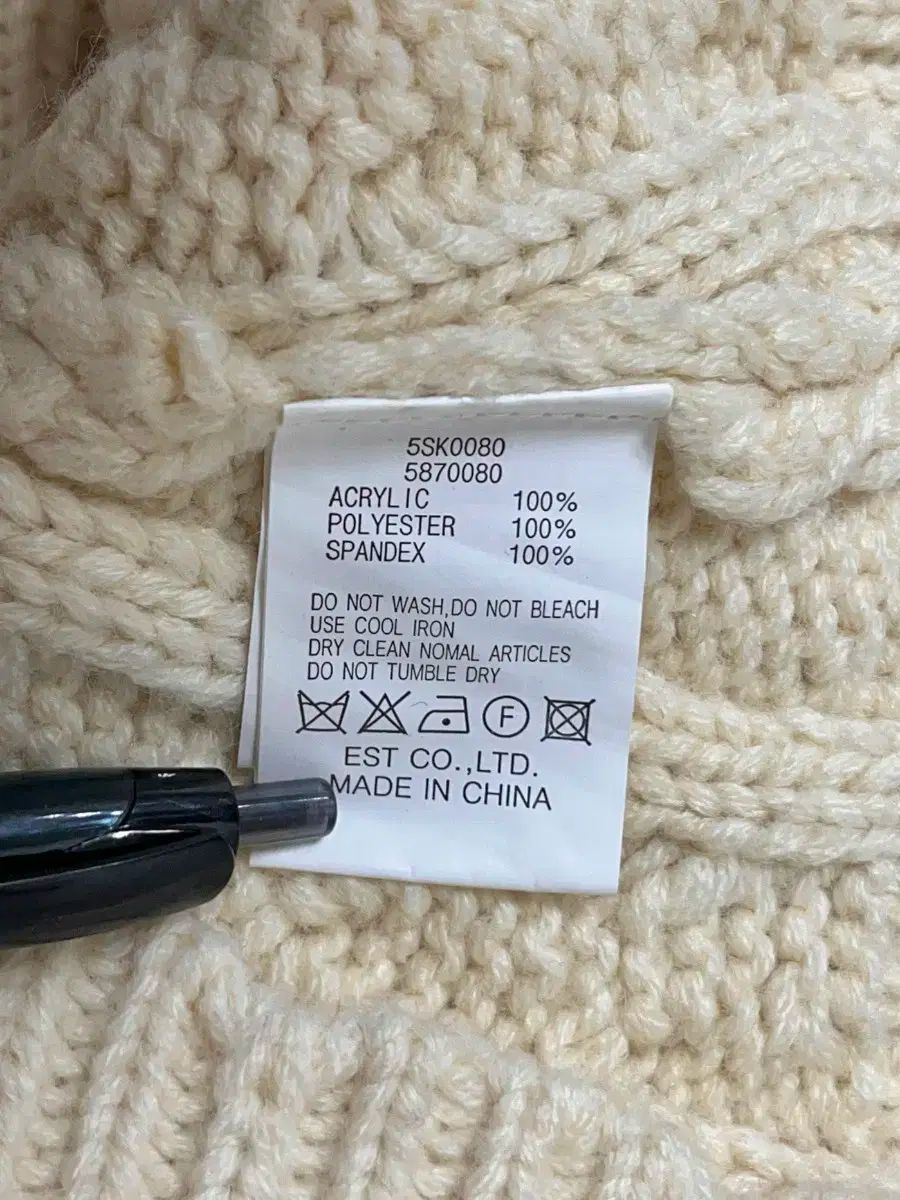 5SK0080
5870080
ACRYLIC 100%
POLYESTER 100%
SPANDEX 100%
DO NOT WASH,DO NOT BLEACH
USE COOL IRON
DRY CLEAN NOMAL ARTICLES
DO NOT TUMBLE DRY
F
EST CO.,LTD.
MADE IN CHINA